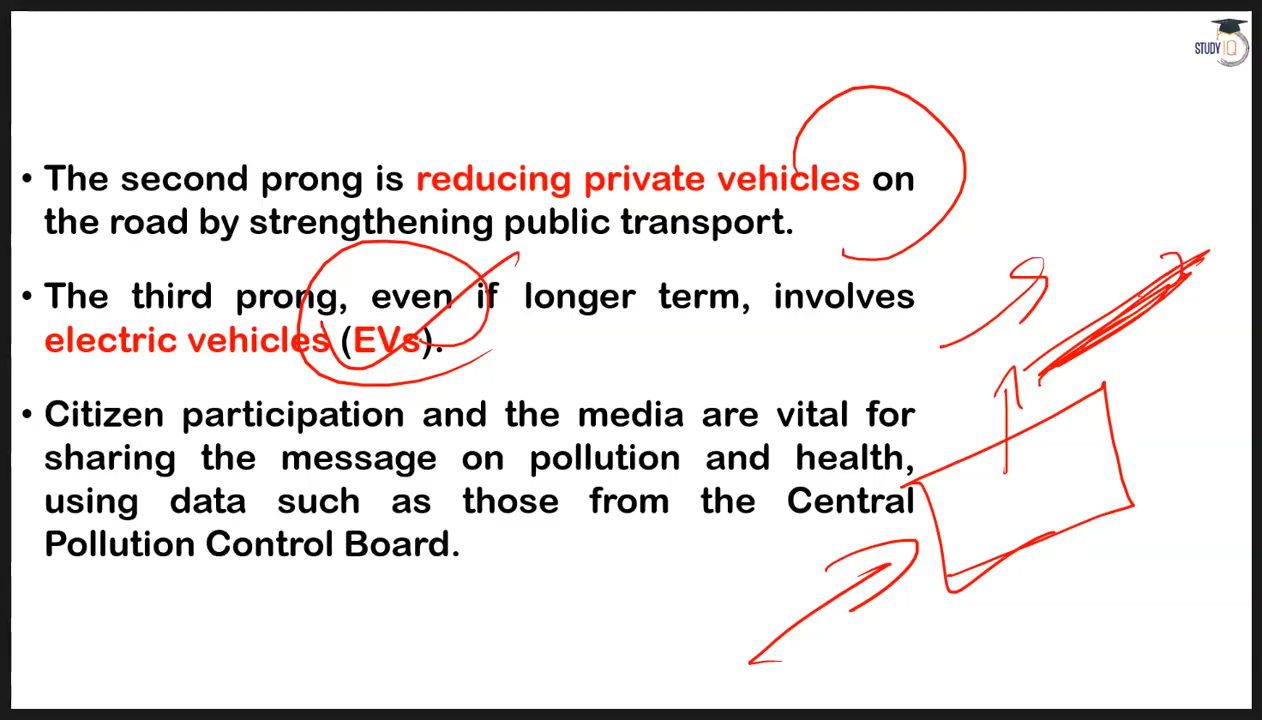 STUDY IQ
• The second prong is reducing private vehicles on
the road by strengthening public transport.
• The third prong, even if longer term, involves
electric vehicles (EVs).
• Citizen participation and the media are vital for
sharing the message on pollution and health,
using data such as those from the Central
Pollution Control Board.